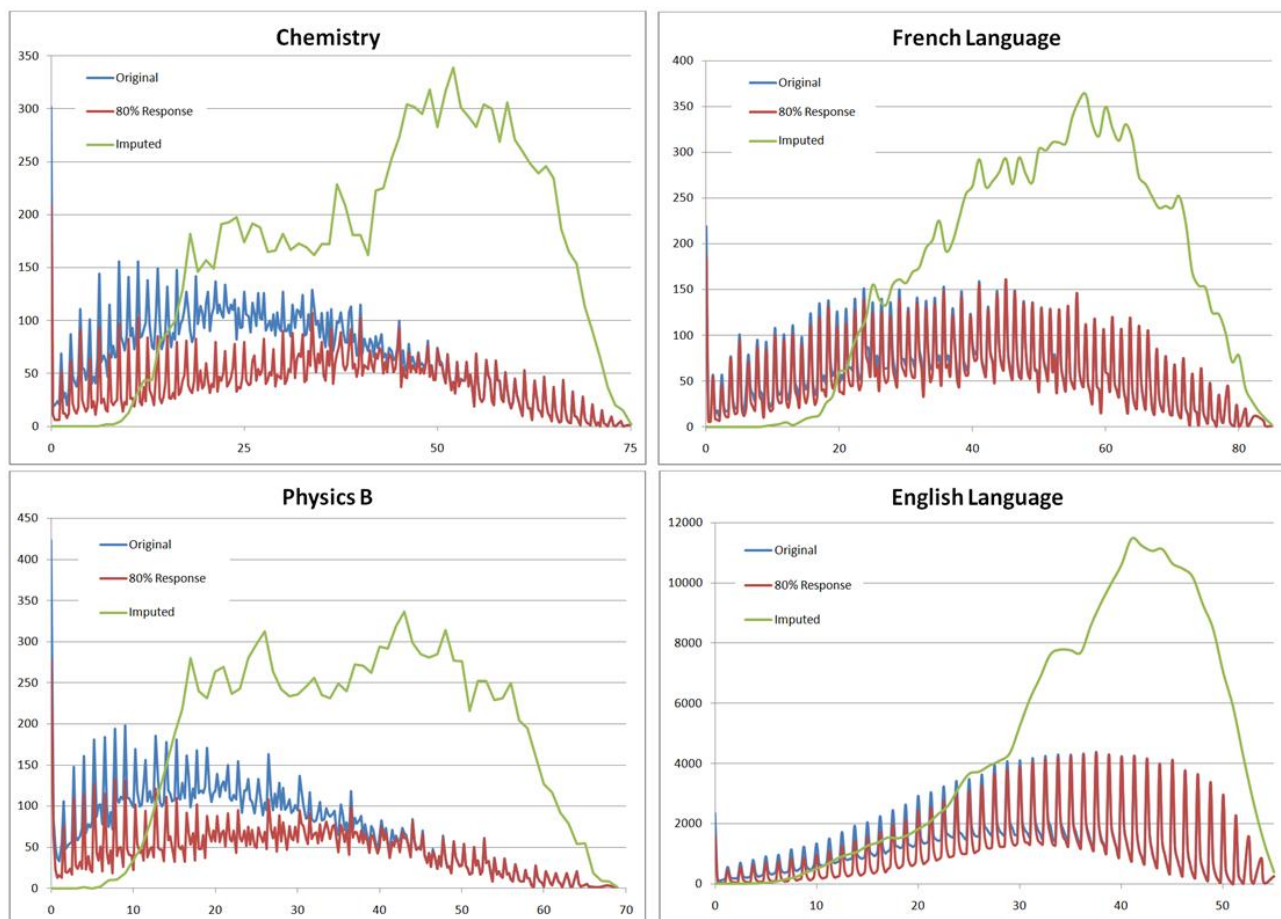 Chemistry
350
300
250
200
150
100
50
0
Original
80% Response
Imputed
0 25 50 75
French Language
400
350
300
250
200
150
100
50
0
Original
80% Response
Imputed
0 20 40 60 80
Physics B
450
400
350
300
250
200
150
100
50
0
Original
80% Response
Imputed
0 10 20 30 40 50 60 70
English Language
12000
10000
8000
6000
4000
2000
0
Original
80% Response
Imputed
0 10 20 30 40 50